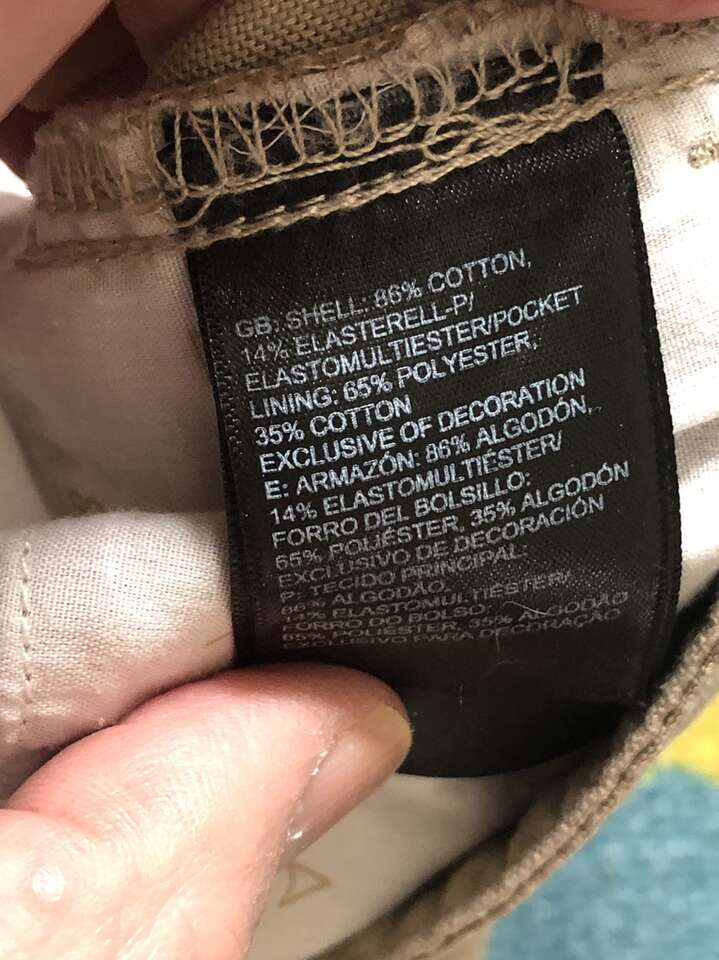 GB: SHELL: 86% COTTON,
14% ELASTERELL-P/
ELASTOMULTIESTER/POCKET
LINING: 65% POLYESTER,
35% COTTON
EXCLUSIVE OF DECORATION
E: ARMAZÓN: 86% ALGODÓN,
14% ELASTOMULTIÉSTER/
FORRO DEL BOLSILLO:
65% POLIÉSTER, 35% ALGODÓN
EXCLUSIVO DE DECORACIÓN
P: TECIDO PRINCIPAL:
86% ALGODÃO,
14% ELASTOMULTIÉSTER/
FORRO DO BOLSO:
65% POLIÉSTER, 35% ALGODÃO
EXCLUSIVO PARA DECORAÇÃO